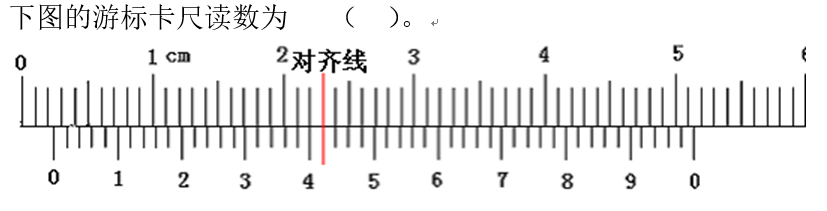 下图的游标卡尺读数为 （ ）。
0 1 cm 2 对齐线 3 4 5 6
0 1 2 3 4 5 6 7 8 9 0